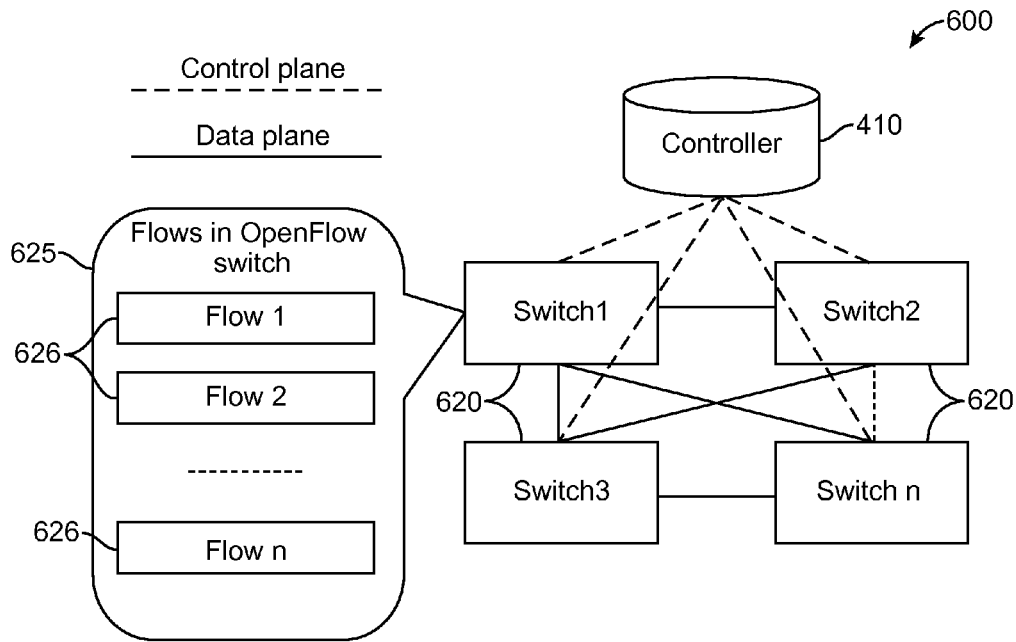 600
Control plane
Data plane
Controller
410
625
Flows in OpenFlow
switch
Flow 1
626
Flow 2
Flow n
626
Switch1
Switch2
620
620
Switch3
Switch n